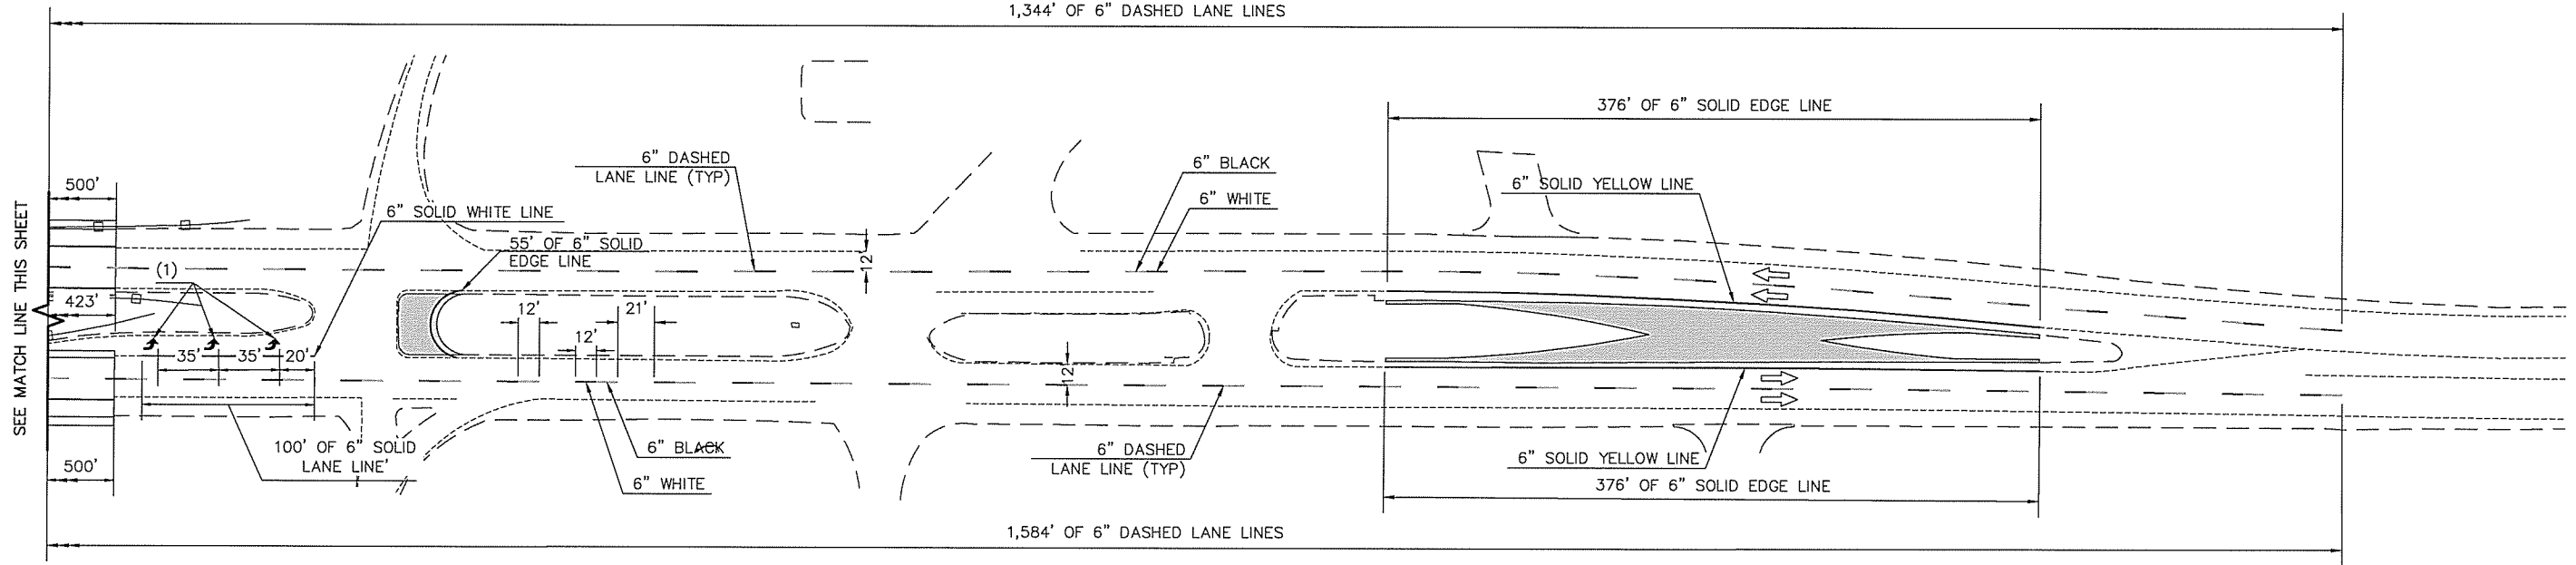 1,344' OF 6" DASHED LANE LINES
376' OF 6" SOLID EDGE LINE
6" DASHED
LANE LINE (TYP)
6" BLACK
6" WHITE
6" SOLID YELLOW LINE
500'
6" SOLID WHITE LINE
55' OF 6" SOLID
EDGE LINE
12'
(1)
423'
SEE MATCH LINE THIS SHEET
12'
21'
12'
35'
35'
20'
12'
100' OF 6" SOLID
LANE LINE'
6" BLACK
6" WHITE
6" DASHED
LANE LINE (TYP)
6" SOLID YELLOW LINE
500'
376' OF 6" SOLID EDGE LINE
1,584' OF 6" DASHED LANE LINES